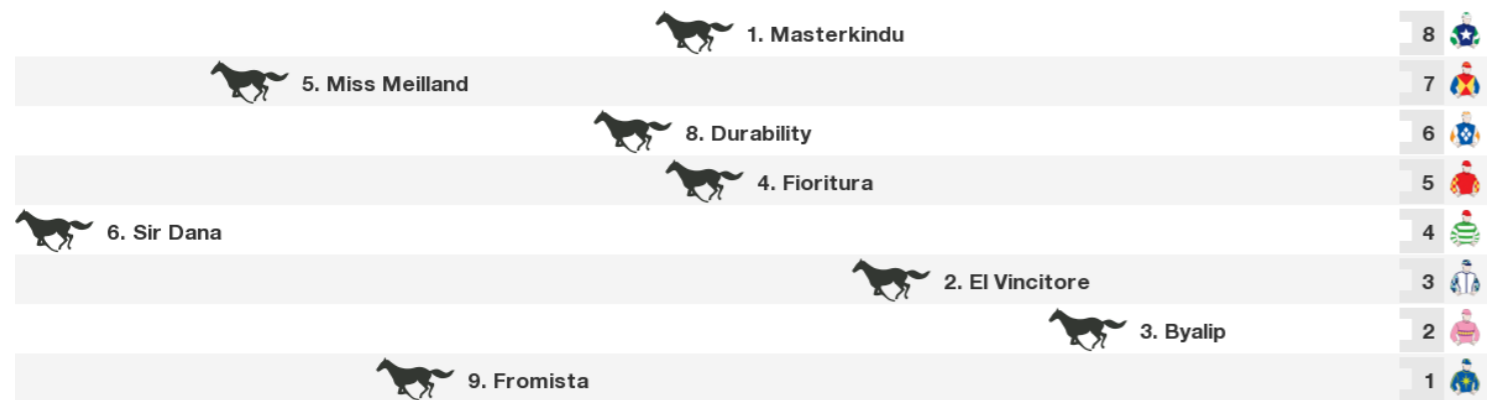 1. Masterkindu 8
5. Miss Meilland 7
8. Durability 6
4. Fioritura 5
6. Sir Dana 4
2. El Vincitore 3
3. Byalip 2
9. Fromista 1